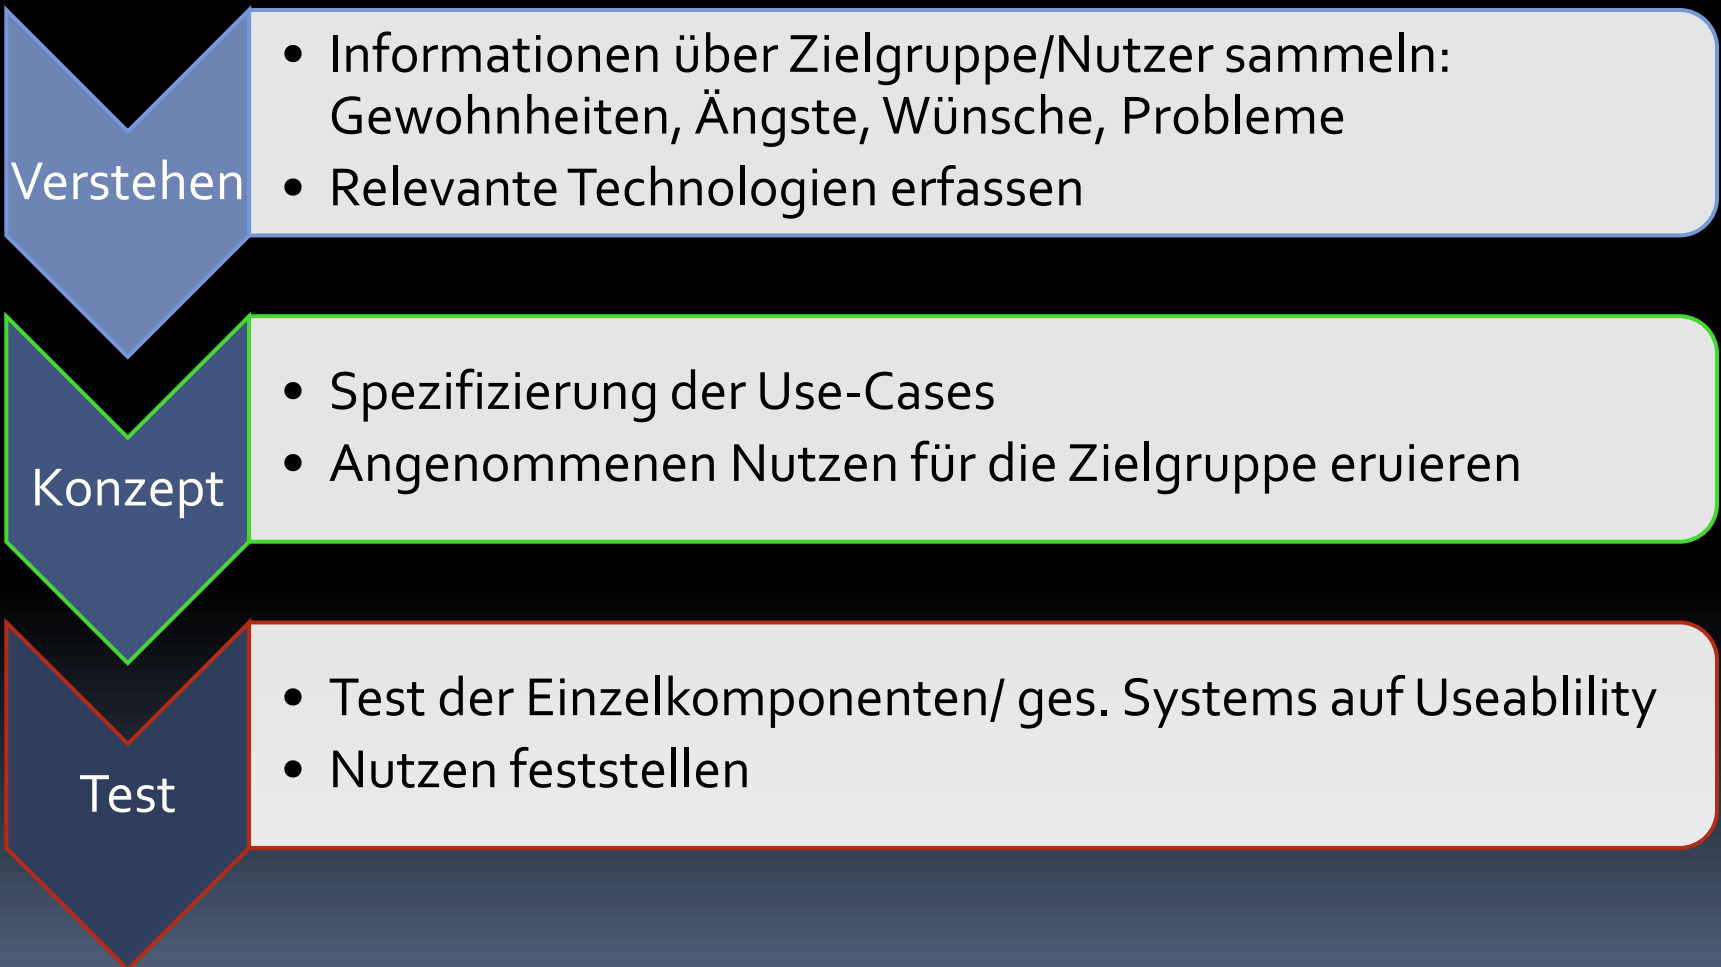 • Informationen über Zielgruppe/Nutzer sammeln:
Gewohnheiten, Ängste, Wünsche, Probleme
Verstehen
• Relevante Technologien erfassen
• Spezifizierung der Use-Cases
• Angenommenen Nutzen für die Zielgruppe eruieren
Konzept
• Test der Einzelkomponenten/ ges. Systems auf Useablility
• Nutzen feststellen
Test